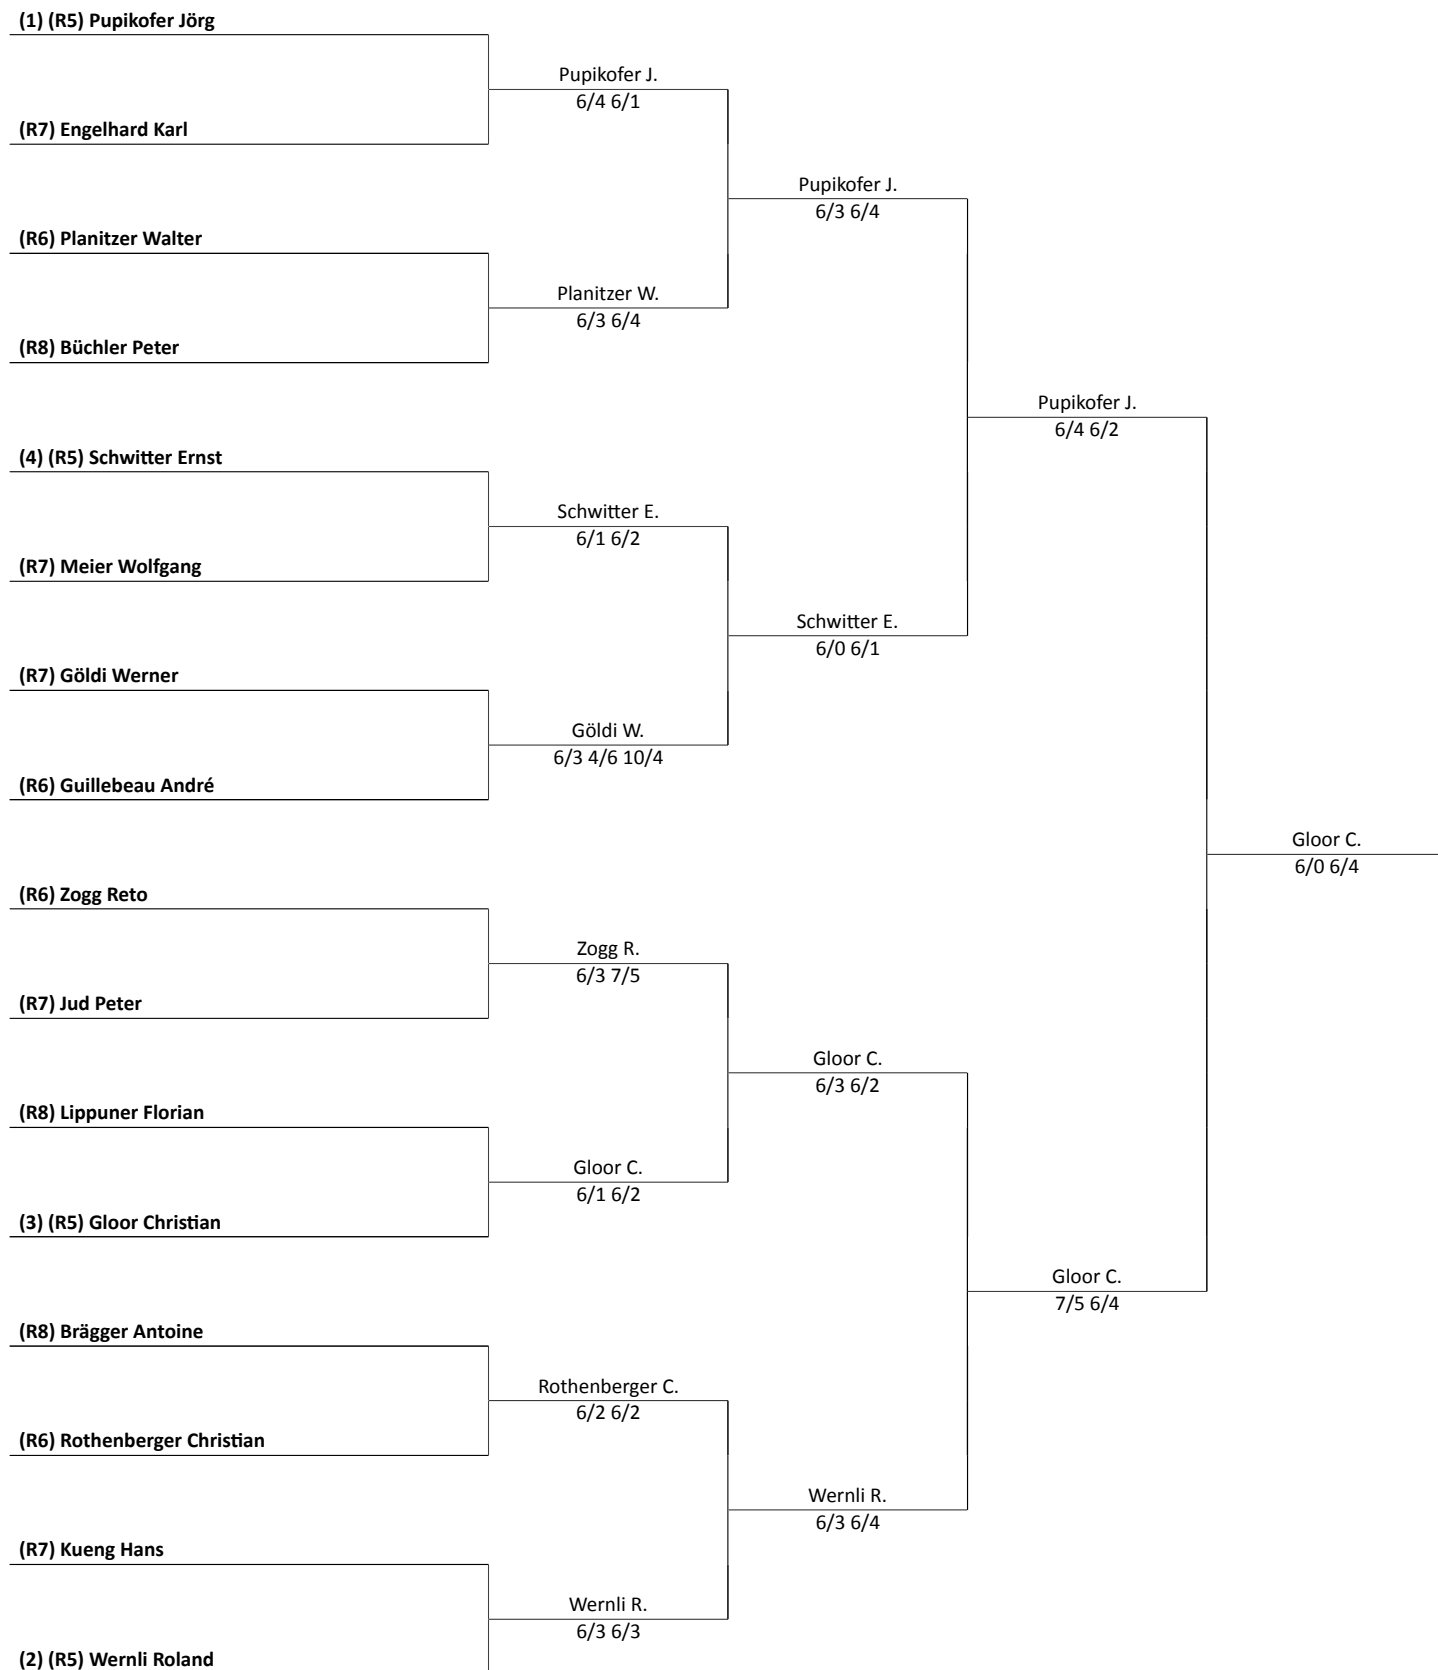 (1) (R5) Pupikofer Jörg
Pupikofer J.
6/4 6/1
(R7) Engelhard Karl
Pupikofer J.
6/3 6/4
(R6) Planitzer Walter
Planitzer W.
6/3 6/4
(R8) Büchler Peter
Pupikofer J.
6/4 6/2
(4) (R5) Schwitter Ernst
Schwitter E.
6/1 6/2
(R7) Meier Wolfgang
Schwitter E.
6/0 6/1
(R7) Göldi Werner
Göldi W.
6/3 4/6 10/4
(R6) Guillebeau André
Gloor C.
6/0 6/4
(R6) Zogg Reto
Zogg R.
6/3 7/5
(R7) Jud Peter
Gloor C.
6/3 6/2
(R8) Lippuner Florian
Gloor C.
6/1 6/2
(3) (R5) Gloor Christian
Gloor C.
7/5 6/4
(R8) Brägger Antoine
Rothenberger C.
6/2 6/2
(R6) Rothenberger Christian
Wernli R.
6/3 6/4
(R7) Kueng Hans
Wernli R.
6/3 6/3
(2) (R5) Wernli Roland